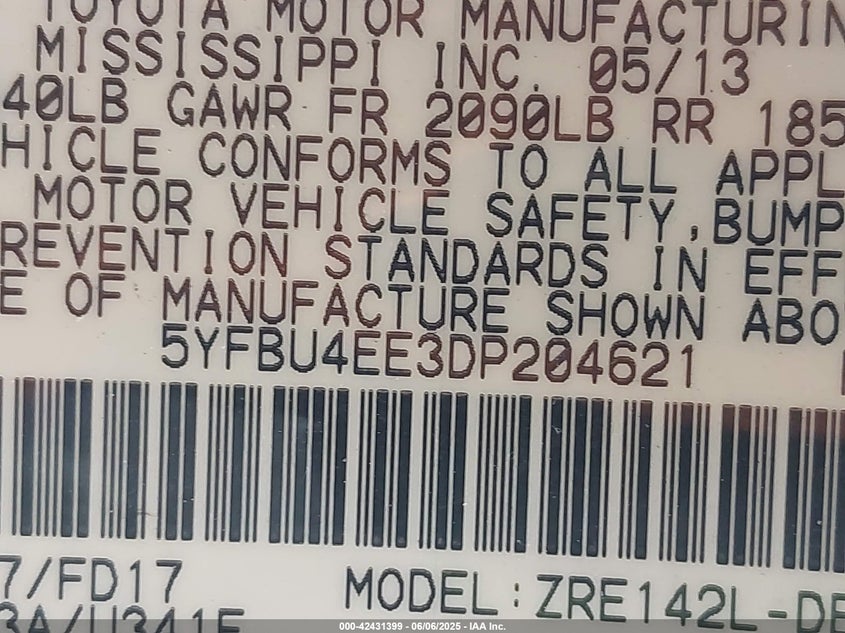 TOYOTA MOTOR MANUFACTURIN
MISSISSIPPI INC. 05/13
40LB GAWR FR 2090LB RR 185
HICLE CONFORMS TO ALL APPL
MOTOR VEHICLE SAFETY,BUMP
REVENTION STANDARDS IN EFF
E OF MANUFACTURE SHOWN ABO
5YFBU4EE3DP204621
7/FD17
MODEL:ZRE142L-DE
3A/U341E
000-42431399 - 06/06/2025 - IAA Inc.